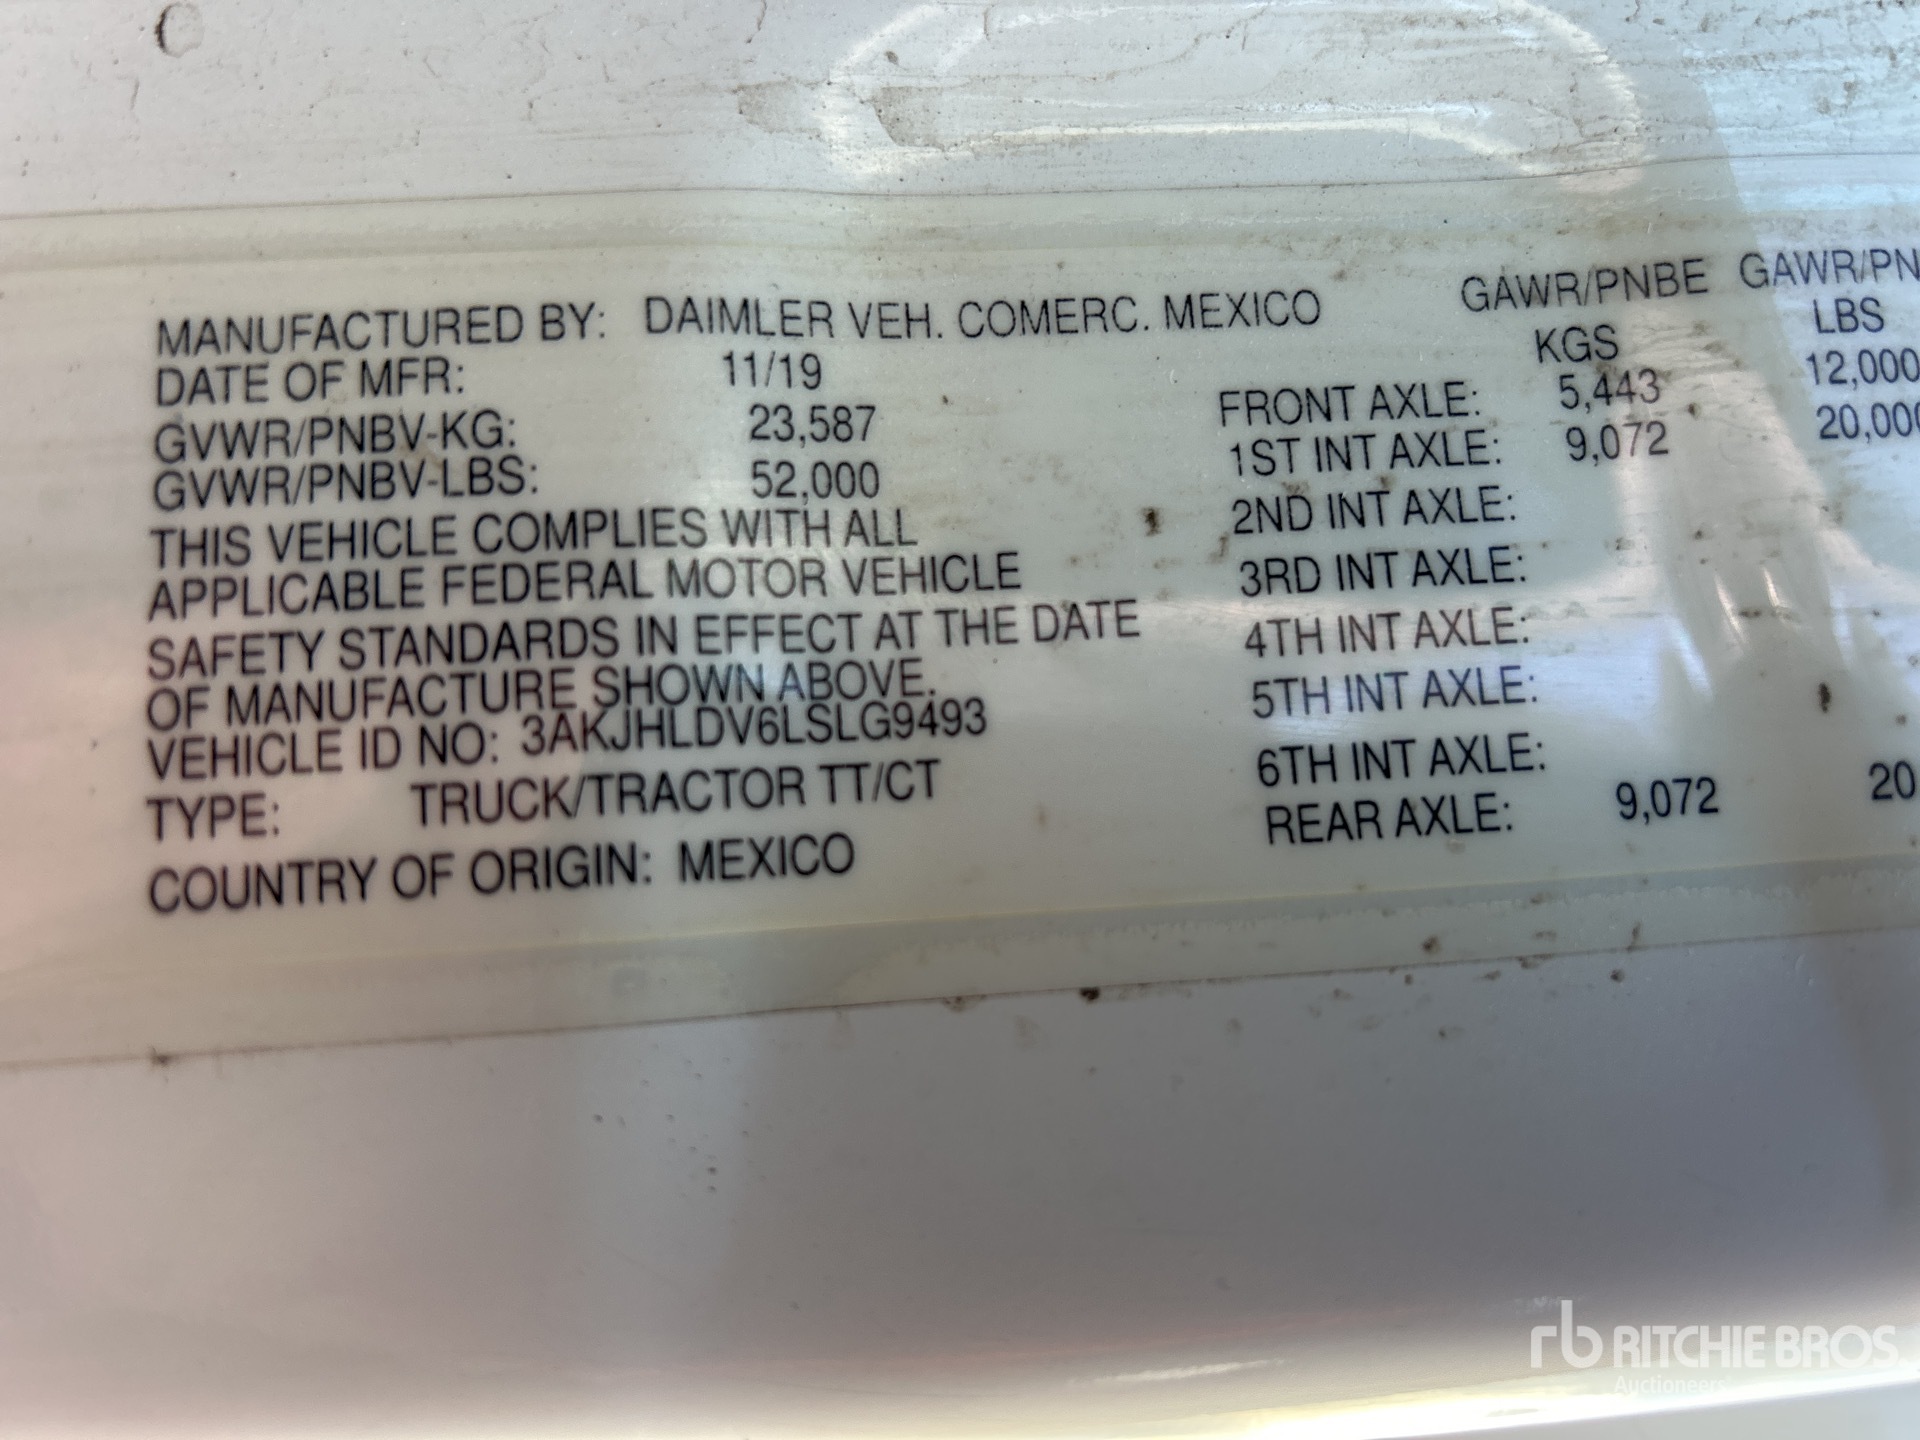 MANUFACTURED BY: DAIMLER VEH. COMERC. MEXICO
DATE OF MFR: 11/19
GVWR/PNBV-KG: 23,587
GVWR/PNBV-LBS: 52,000
THIS VEHICLE COMPLIES WITH ALL
APPLICABLE FEDERAL MOTOR VEHICLE
SAFETY STANDARDS IN EFFECT AT THE DATE
OF MANUFACTURE SHOWN ABOVE.
VEHICLE ID NO: 3AKJHLDV6LSLG9493
TYPE: TRUCK/TRACTOR TT/CT
COUNTRY OF ORIGIN: MEXICO
GAWR/PNBE GAWR/PN
KGS LBS
FRONT AXLE: 5,443 12,000
1ST INT AXLE: 9,072 20,000
2ND INT AXLE:
3RD INT AXLE:
4TH INT AXLE:
5TH INT AXLE:
6TH INT AXLE:
REAR AXLE: 9,072 20
rb RITCHIE BROS.
Auctioneers